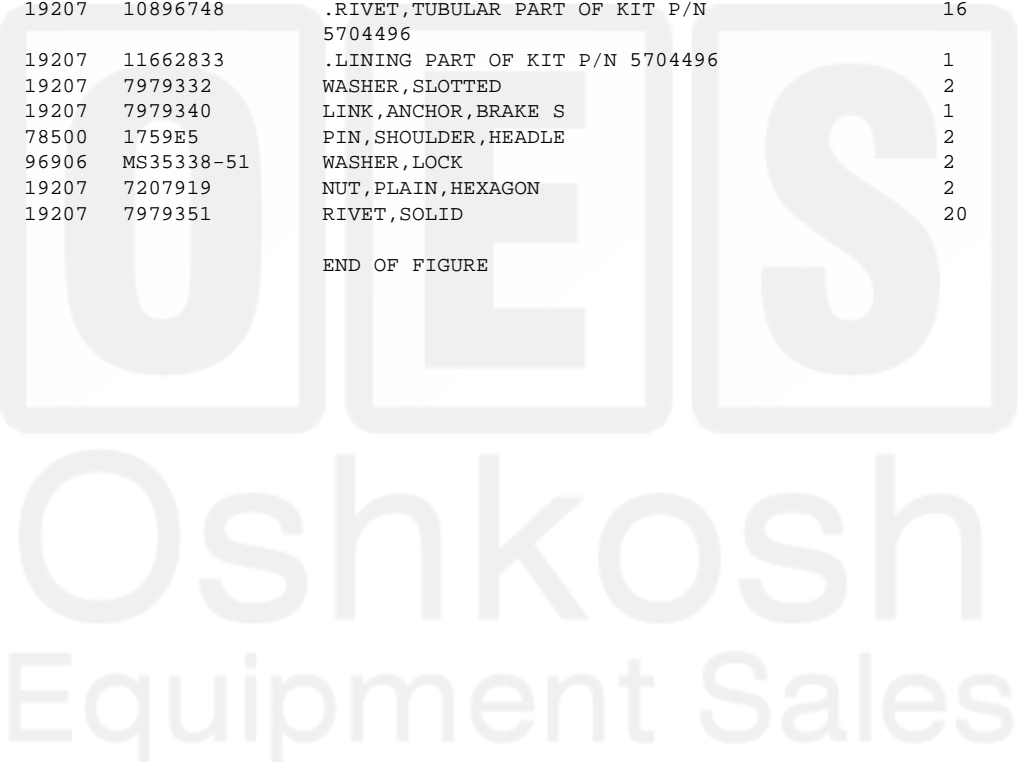 19207 10896748 .RIVET,TUBULAR PART OF KIT P/N 16
5704496
19207 11662833 .LINING PART OF KIT P/N 5704496 1
19207 7979332 WASHER,SLOTTED 2
19207 7979340 LINK,ANCHOR,BRAKE S 1
78500 1759E5 PIN,SHOULDER,HEADLE 2
96906 MS35338-51 WASHER,LOCK 2
19207 7207919 NUT,PLAIN,HEXAGON 2
19207 7979351 RIVET,SOLID 20
END OF FIGURE
OES
Oshkosh
Equipment Sales